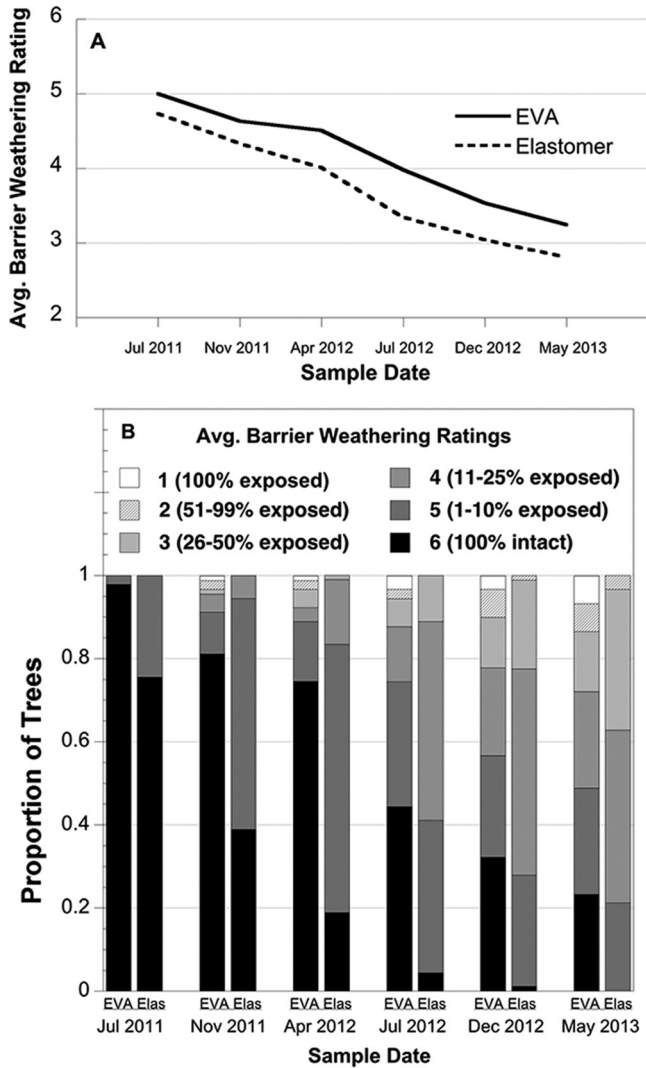 A
Avg. Barrier Weathering Rating
6
5
4
3
2
EVA
Elastomer
Jul 2011 Nov 2011 Apr 2012 Jul 2012 Dec 2012 May 2013
Sample Date
B
Avg. Barrier Weathering Ratings
1 (100% exposed)
2 (51-99% exposed)
3 (26-50% exposed)
4 (11-25% exposed)
5 (1-10% exposed)
6 (100% intact)
Proportion of Trees
1
0.8
0.6
0.4
0.2
0
EVA Elas EVA Elas EVA Elas EVA Elas EVA Elas EVA Elas
Jul 2011 Nov 2011 Apr 2012 Jul 2012 Dec 2012 May 2013
Sample Date